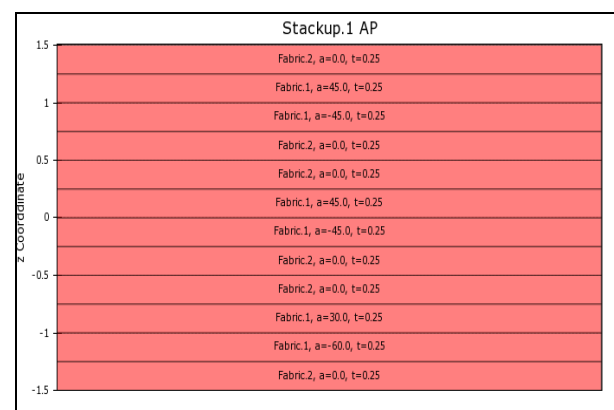 Stackup.1 AP
1.5
Fabric.2, a=0.0, t=0.25
Fabric.1, a=45.0, t=0.25
1
Fabric.1, a=-45.0, t=0.25
Fabric.2, a=0.0, t=0.25
0.5
Fabric.2, a=0.0, t=0.25
Fabric.1, a=45.0, t=0.25
0
Fabric.1, a=-45.0, t=0.25
Fabric.2, a=0.0, t=0.25
-0.5
Fabric.2, a=0.0, t=0.25
Fabric.1, a=30.0, t=0.25
-1
Fabric.1, a=-60.0, t=0.25
Fabric.2, a=0.0, t=0.25
-1.5
z Coorddinate